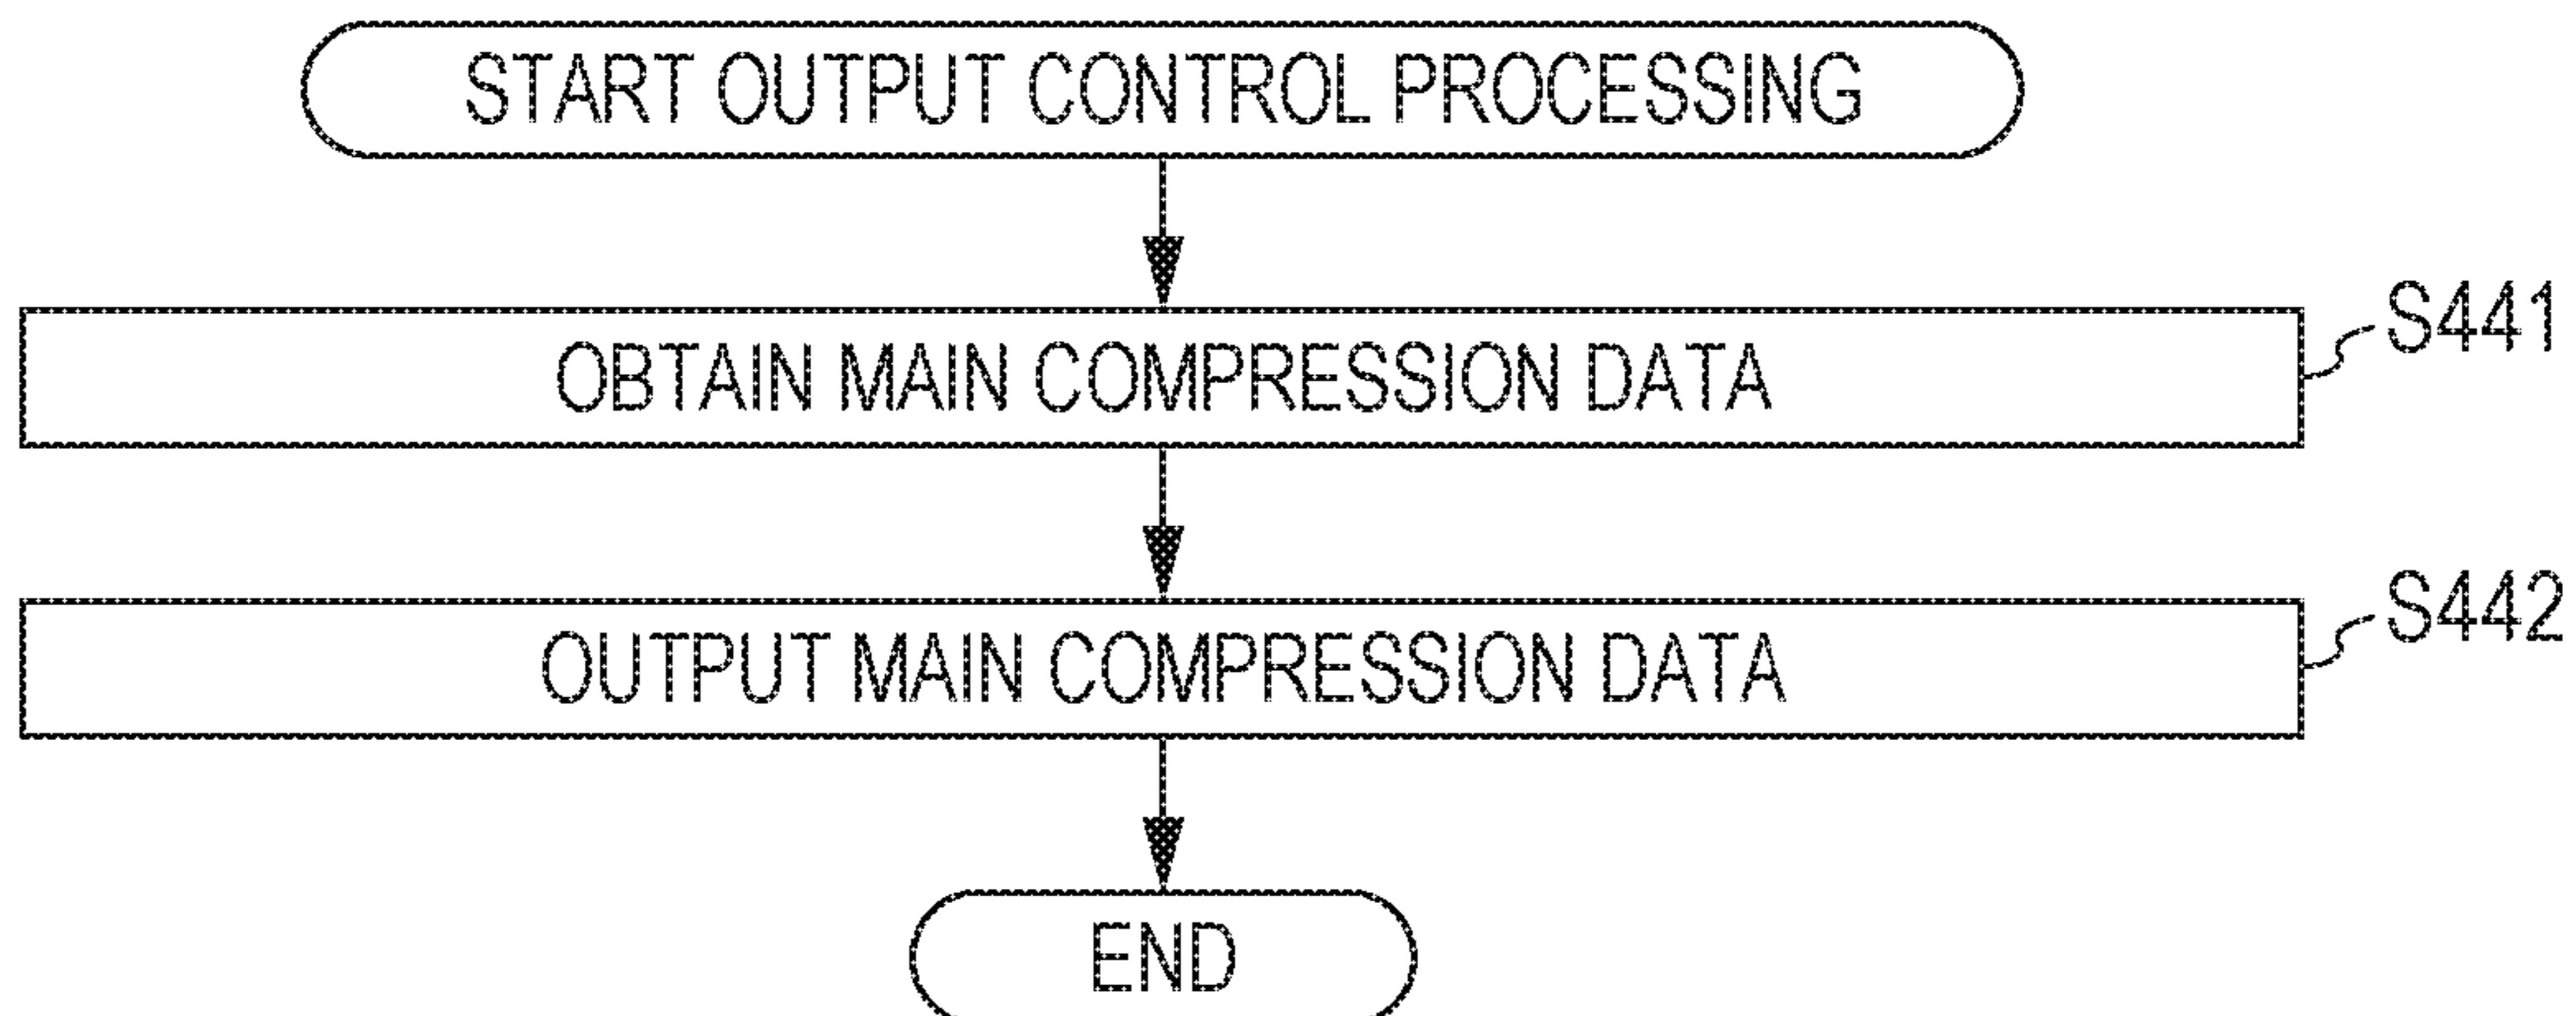 START OUTPUT CONTROL PROCESSING
OBTAIN MAIN COMPRESSION DATA
S441
OUTPUT MAIN COMPRESSION DATA
S442
END